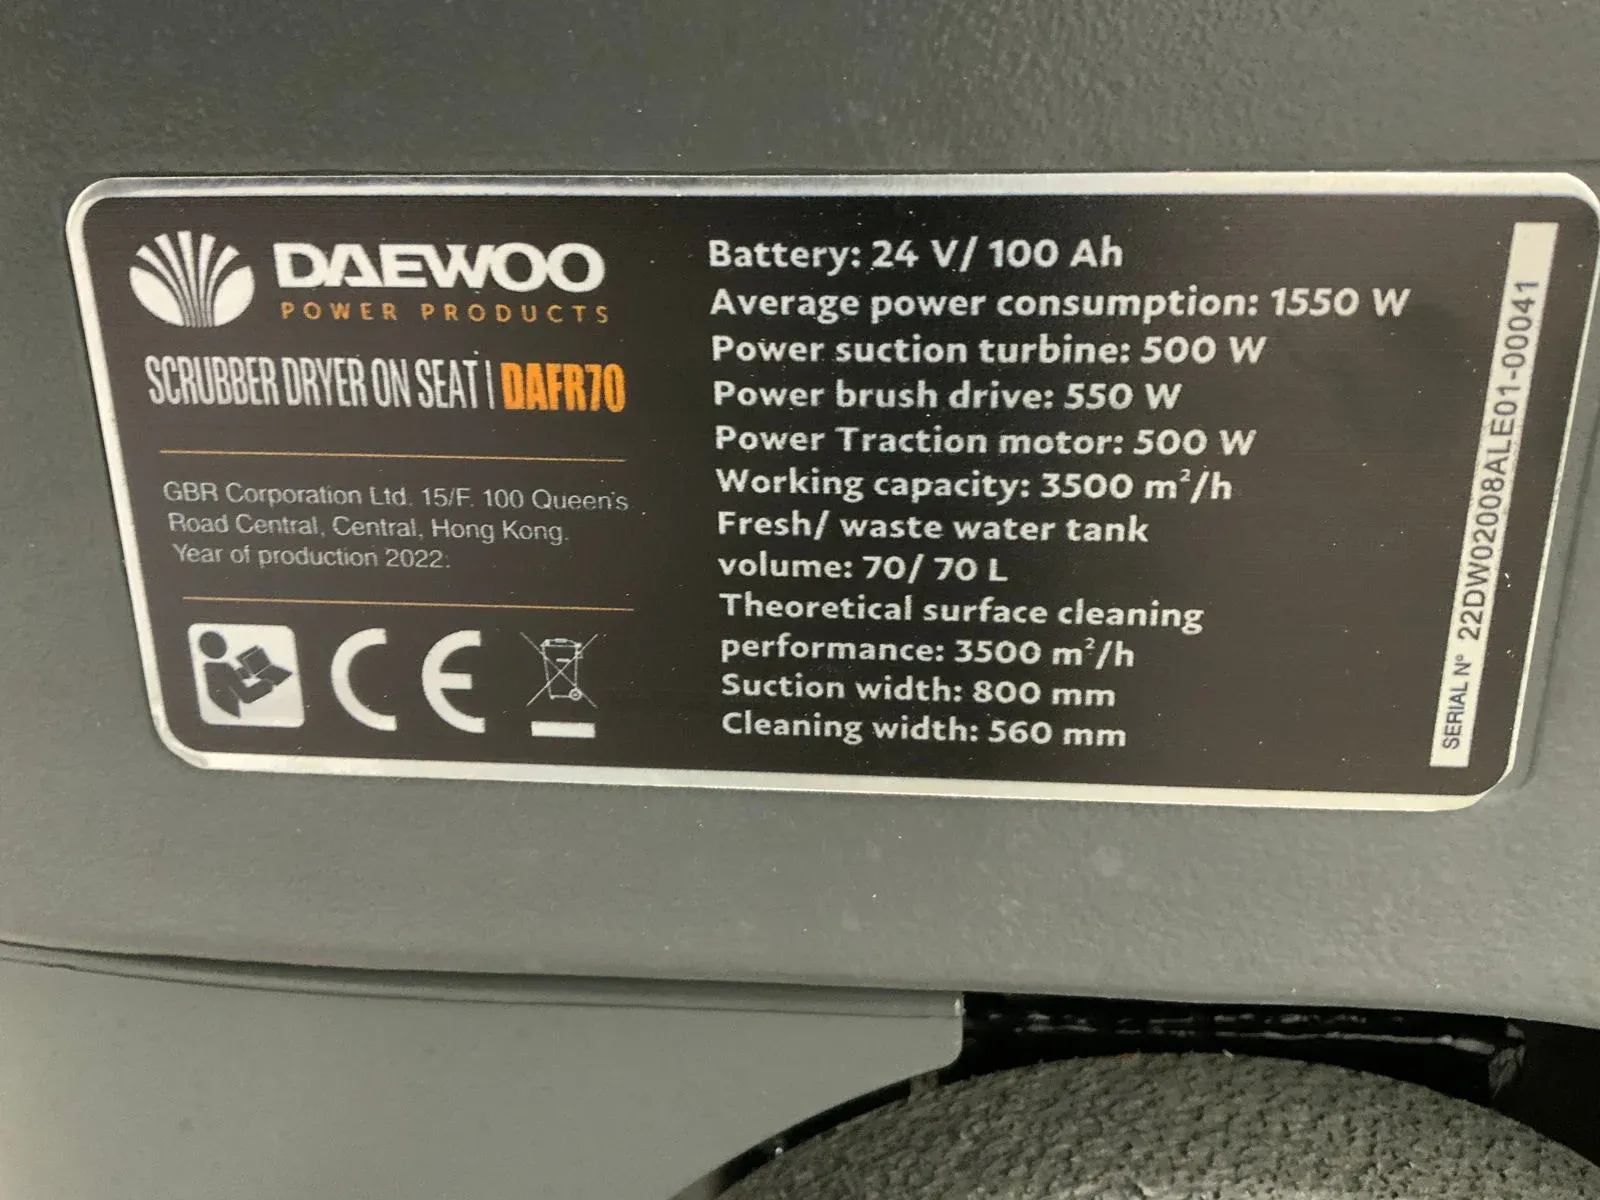 DAEWOO
POWER PRODUCTS
SCRUBBER DRYER ON SEAT | DAFR70
GBR Corporation Ltd. 15/F. 100 Queen's
Road Central, Central, Hong Kong.
Year of production 2022.
CE
Battery: 24 V/ 100 Ah
Average power consumption: 1550 W
Power suction turbine: 500 W
Power brush drive: 550 W
Power Traction motor: 500 W
Working capacity: 3500 m²/h
Fresh/ waste water tank
volume: 70/ 70 L
Theoretical surface cleaning
performance: 3500 m²/h
Suction width: 800 mm
Cleaning width: 560 mm
SERIAL Nº 22DW02008ALE01-00041